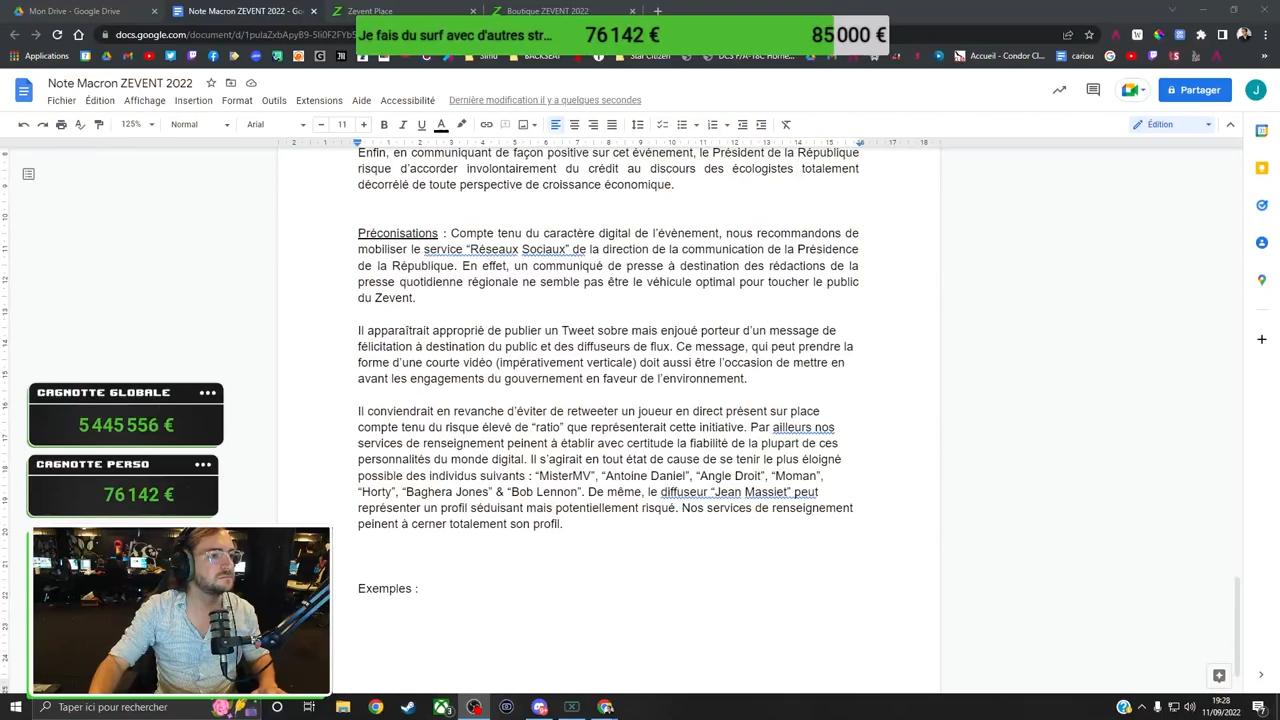 Mon Drive - Google Drive
Note Macron ZEVENT 2022 - Go
Zevent Place
Boutique ZEVENT 2022
docs.google.com/document/d/1pulaZxbApyB9-5Ii0F2Yb
Je fais du surf avec d'autres str... 76 142 € 85 000 €
Applications
BACKSEAT
Star Citizen
Accueil - Condor Cl...
cariou
Note Macron ZEVENT 2022
Fichier Édition Affichage Insertion Format Outils Extensions Aide Accessibilité Dernière modification il y a quelques secondes
Partager
J
125% Normal Arial 11 Édition
Enfin, en communiquant de façon positive sur cet événement, le Président de la République
risque d’accorder involontairement du crédit au discours des écologistes totalement
décorrélé de toute perspective de croissance économique.
Préconisations : Compte tenu du caractère digital de l’évènement, nous recommandons de
mobiliser le service “Réseaux Sociaux” de la direction de la communication de la Présidence
de la République. En effet, un communiqué de presse à destination des rédactions de la
presse quotidienne régionale ne semble pas être le véhicule optimal pour toucher le public
du Zevent.
Il apparaîtrait approprié de publier un Tweet sobre mais enjoué porteur d’un message de
félicitation à destination du public et des diffuseurs de flux. Ce message, qui peut prendre la
forme d’une courte vidéo (impérativement verticale) doit aussi être l’occasion de mettre en
avant les engagements du gouvernement en faveur de l’environnement.
Il conviendrait en revanche d’éviter de retweeter un joueur en direct présent sur place
compte tenu du risque élevé de “ratio” que représenterait cette initiative. Par ailleurs nos
services de renseignement peinent à établir avec certitude la fiabilité de la plupart de ces
personnalités du monde digital. Il s’agirait en tout état de cause de se tenir le plus éloigné
possible des individus suivants : “MisterMV”, “Antoine Daniel”, “Angle Droit”, “Moman”,
“Horty”, “Baghera Jones” & “Bob Lennon”. De même, le diffuseur “Jean Massiet” peut
représenter un profil séduisant mais potentiellement risqué. Nos services de renseignement
peinent à cerner totalement son profil.
Exemples :
CAGNOTTE GLOBALE
5 445 556 €
CAGNOTTE PERSO
76 142 €
Taper ici pour rechercher
19:28
11/09/2022